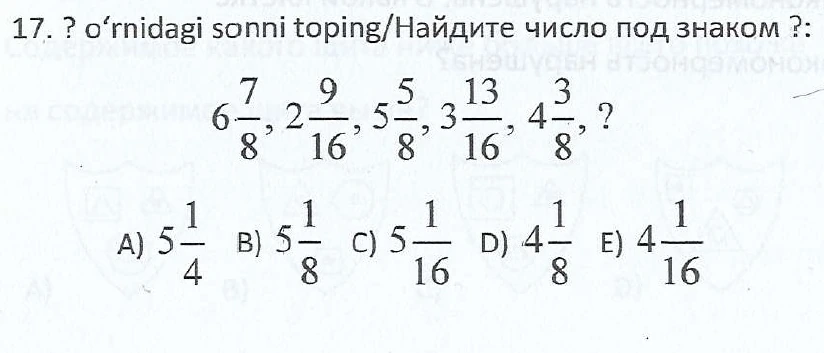 17. ? o‘rnidagi sonni toping/Найдите число под знаком ?:
6 7/8, 2 9/16, 5 5/8, 3 13/16, 4 3/8, ?
A) 5 1/4 B) 5 1/8 C) 5 1/16 D) 4 1/8 E) 4 1/16